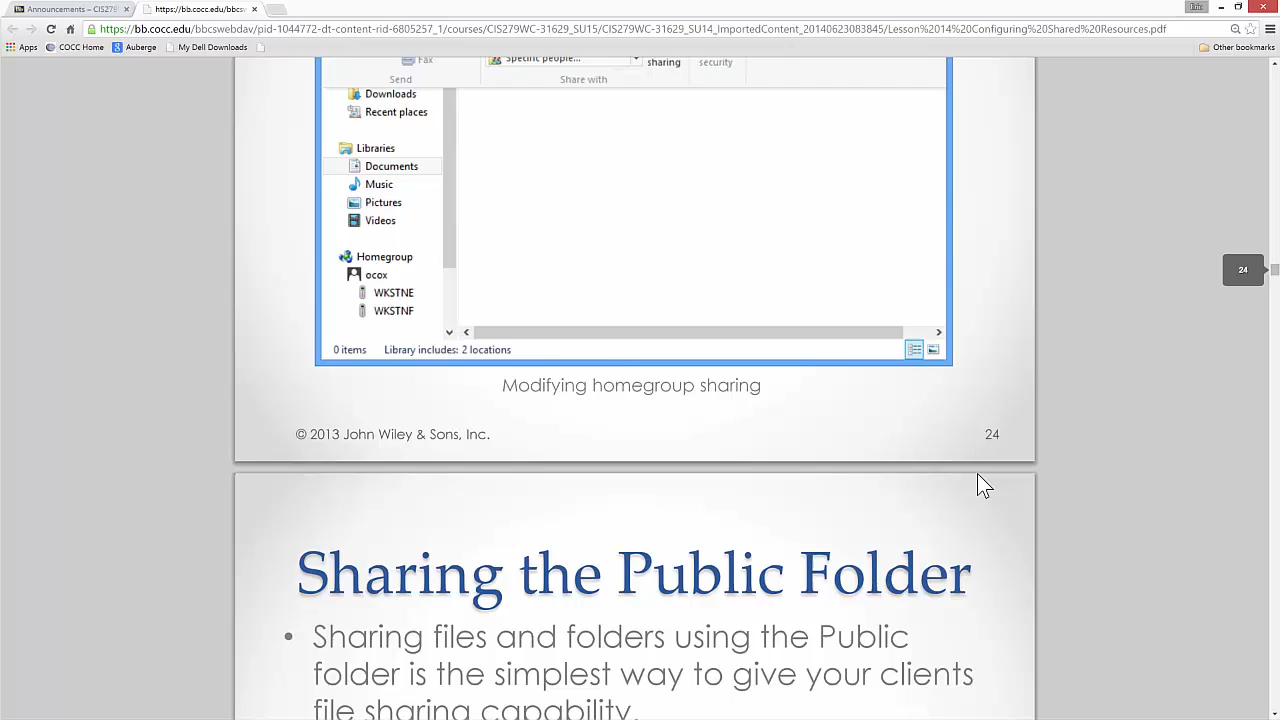 Announcements – CIS279
https://bb.cocc.edu/bbcsw
https://bb.cocc.edu/bbcswebdav/pid-1044772-dt-content-rid-6805257_1/courses/CIS279WC-31629_SU15/CIS279WC-31629_SU14_ImportedContent_20140623083845/Lesson%2014%20Configuring%20Shared%20Resources.pdf
Apps COCC Home Auberge My Dell Downloads Other bookmarks
Fax Specific people... sharing security
Send Share with
Downloads
Recent places
Libraries
Documents
Music
Pictures
Videos
Homegroup
ocox
WKSTNE
WKSTNF
0 items Library includes: 2 locations
Modifying homegroup sharing
© 2013 John Wiley & Sons, Inc. 24
24
Sharing the Public Folder
• Sharing files and folders using the Public
folder is the simplest way to give your clients
file sharing capability.